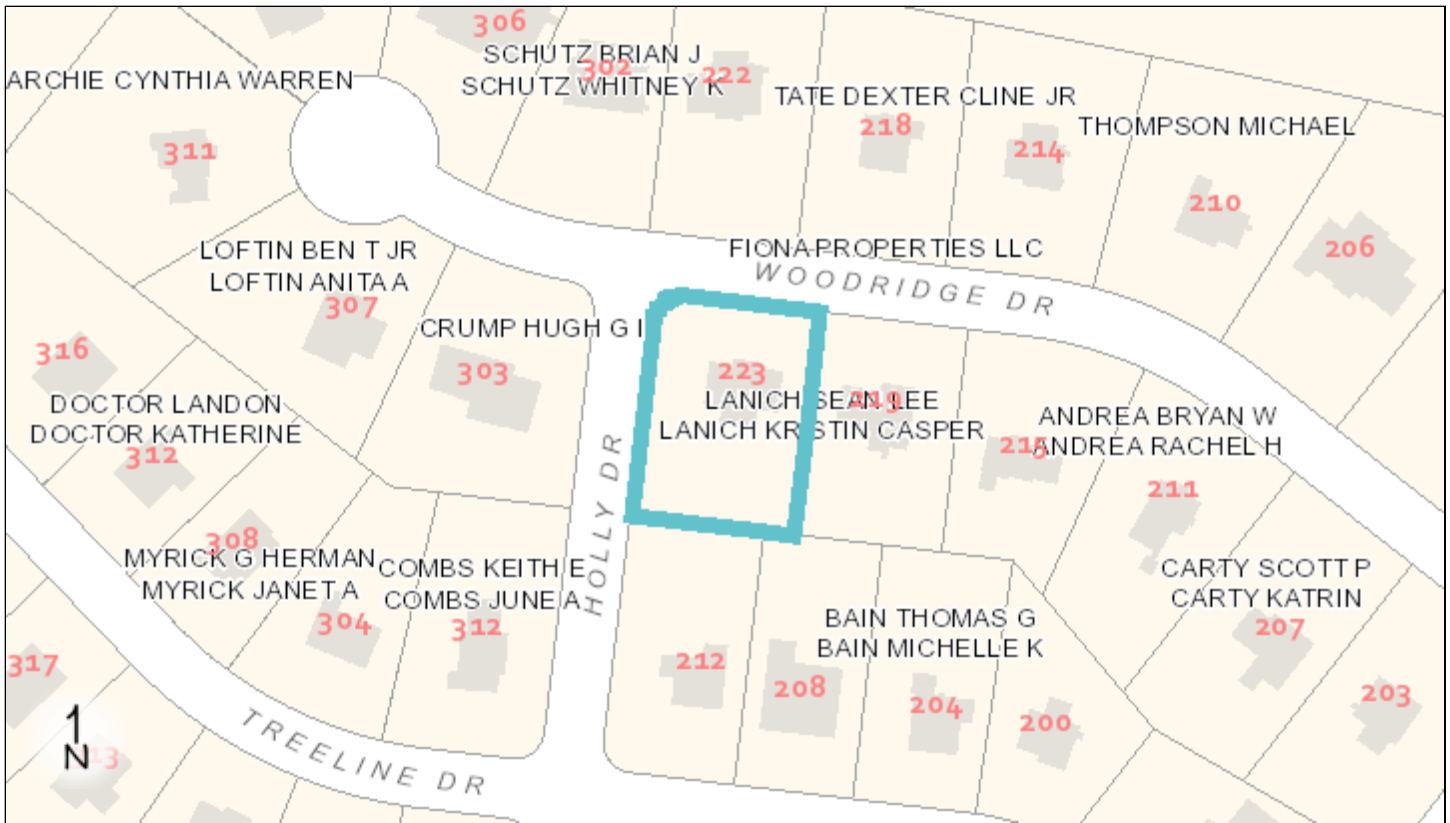 306
SCHUTZ BRIAN J
302
SCHUTZ WHITNEY K
222
ARCHIE CYNTHIA WARREN
TATE DEXTER CLINE JR
218
THOMPSON MICHAEL
214
311
210
206
LOFTIN BEN T JR
LOFTIN ANITA A
307
FIONA PROPERTIES LLC
WOODRIDGE DR
CRUMP HUGH G I
316
303
223
219
LANICH SEAN LEE
LANICH KRISTIN CASPER
DOCTOR LANDON
DOCTOR KATHERINE
312
ANDREA BRYAN W
215
ANDREA RACHEL H
211
HOLLY DR
308
MYRICK G HERMAN
MYRICK JANET A
304
COMBS KEITH E
COMBS JUNE A
312
CARTY SCOTT P
CARTY KATRIN
207
BAIN THOMAS G
BAIN MICHELLE K
212
208
204
200
203
317
N
13
TREELINE DR